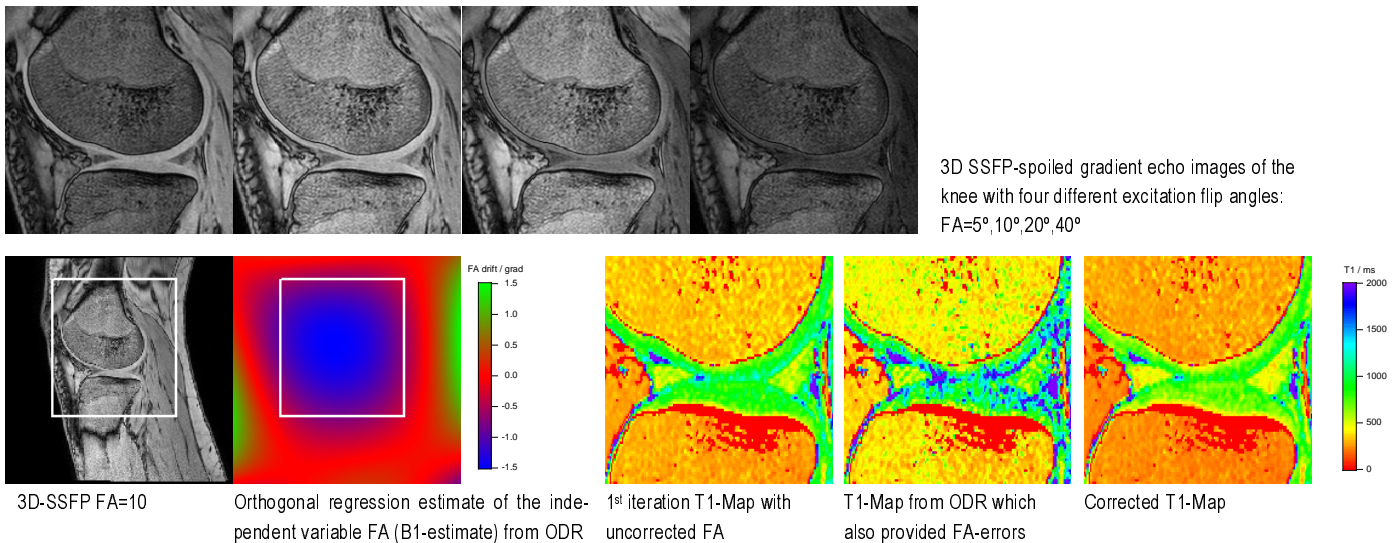 3D SSFP-spoiled gradient echo images of the
knee with four different excitation flip angles:
FA=5º,10º,20º,40º
FA drift / grad
1.5
1.0
0.5
0.0
-0.5
-1.0
-1.5
T1 / ms
2000
1500
1000
500
0
3D-SSFP FA=10
Orthogonal regression estimate of the inde-
pendent variable FA (B1-estimate) from ODR
1st iteration T1-Map with
uncorrected FA
T1-Map from ODR which
also provided FA-errors
Corrected T1-Map